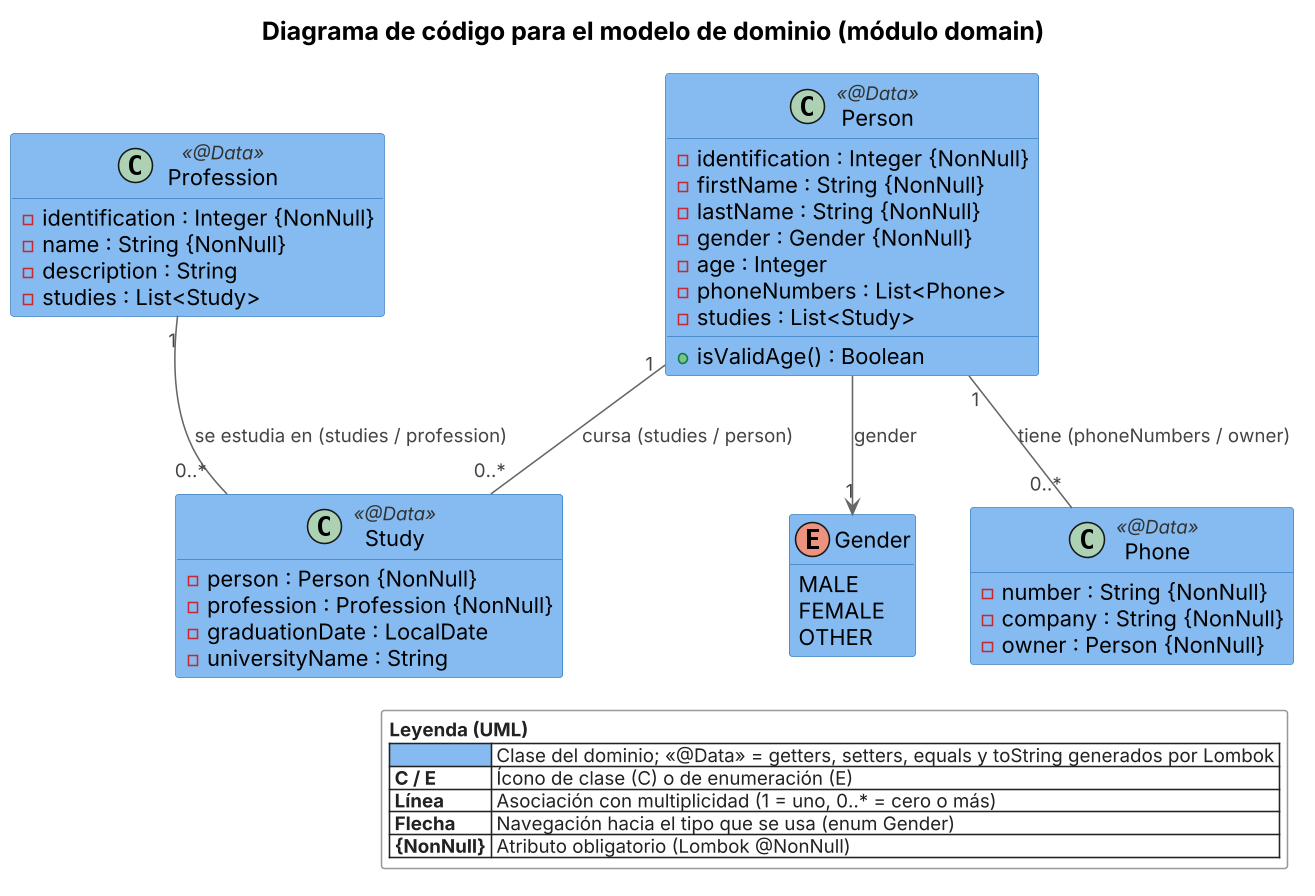 Diagrama de código para el modelo de dominio (módulo domain)
«@Data»
Profession
identification : Integer {NonNull}
name : String {NonNull}
description : String
studies : List<Study>
«@Data»
Person
identification : Integer {NonNull}
firstName : String {NonNull}
lastName : String {NonNull}
gender : Gender {NonNull}
age : Integer
phoneNumbers : List<Phone>
studies : List<Study>
isValidAge() : Boolean
1
se estudia en (studies / profession)
0..*
1
cursa (studies / person)
0..*
gender
1
1
tiene (phoneNumbers / owner)
0..*
C
«@Data»
Study
person : Person {NonNull}
profession : Profession {NonNull}
graduationDate : LocalDate
universityName : String
E
Gender
MALE
FEMALE
OTHER
C
«@Data»
Phone
number : String {NonNull}
company : String {NonNull}
owner : Person {NonNull}
Leyenda (UML)
Clase del dominio; «@Data» = getters, setters, equals y toString generados por Lombok
C / E Ícono de clase (C) o de enumeración (E)
Línea Asociación con multiplicidad (1 = uno, 0..* = cero o más)
Flecha Navegación hacia el tipo que se usa (enum Gender)
{NonNull} Atributo obligatorio (Lombok @NonNull)